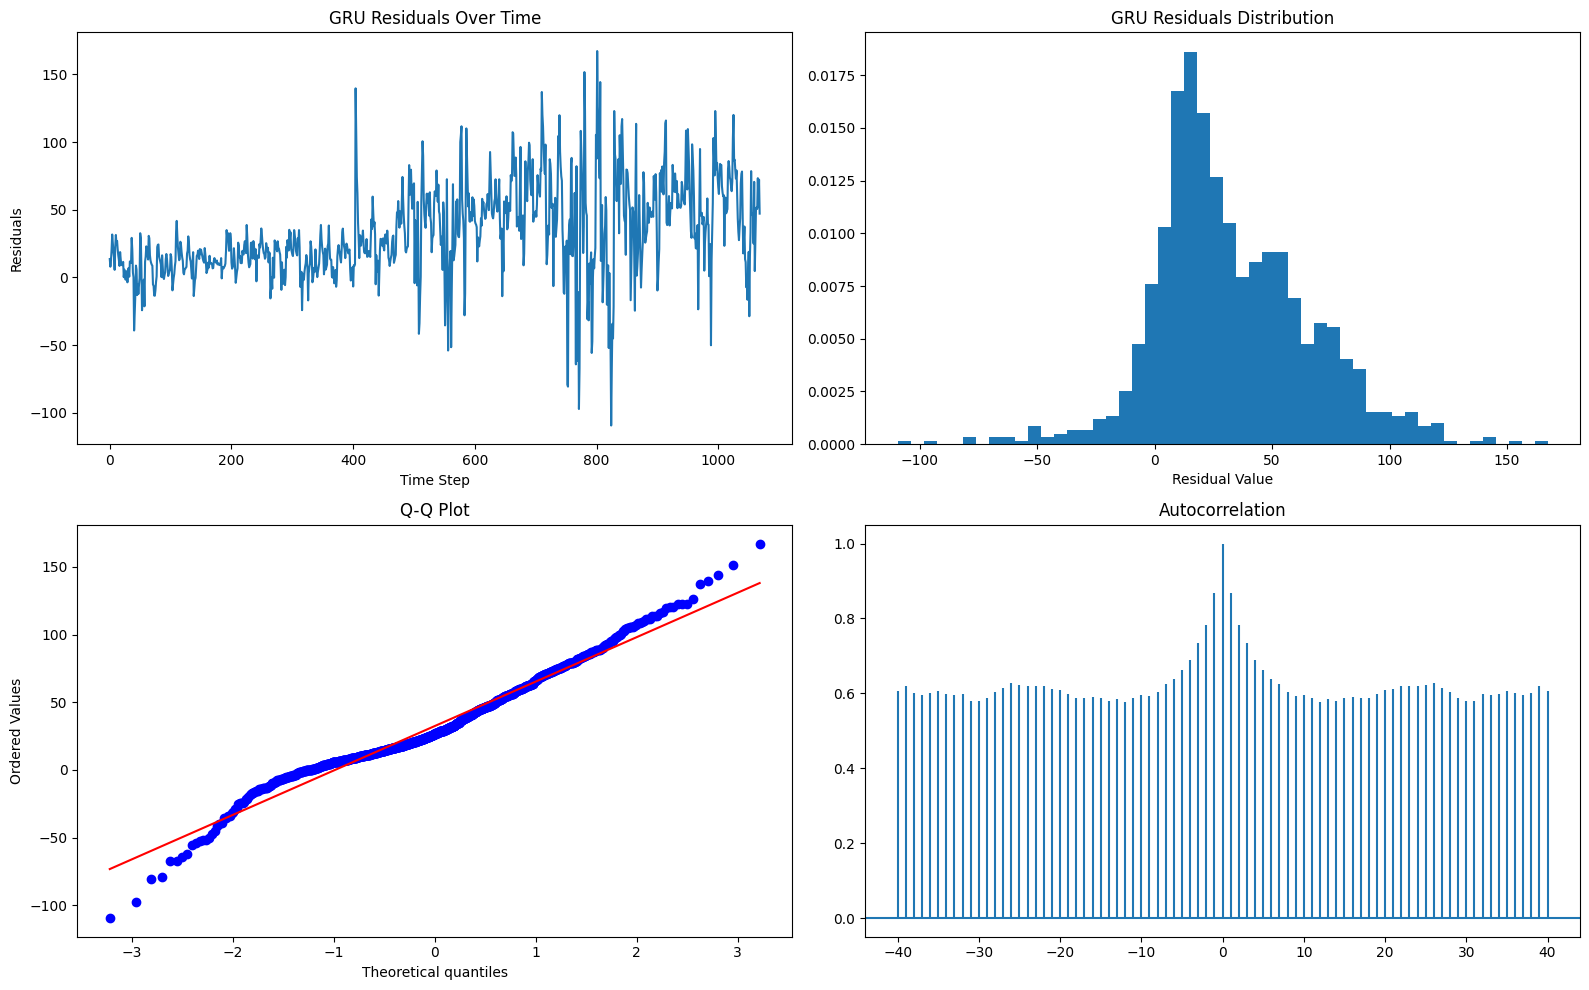 GRU Residuals Over Time
Residuals
150
100
50
0
−50
−100
0 200 400 600 800 1000
Time Step
GRU Residuals Distribution
0.0175
0.0150
0.0125
0.0100
0.0075
0.0050
0.0025
0.0000
−100 −50 0 50 100 150
Residual Value
Q-Q Plot
Ordered Values
150
100
50
0
−50
−100
−3 −2 −1 0 1 2 3
Theoretical quantiles
Autocorrelation
1.0
0.8
0.6
0.4
0.2
0.0
−40 −30 −20 −10 0 10 20 30 40